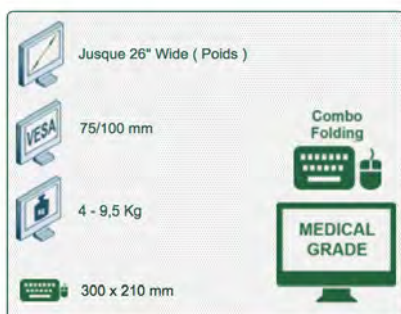 Jusque 26" Wide ( Poids )
VESA
75/100 mm
4 - 9,5 Kg
300 x 210 mm
Combo
Folding
MEDICAL
GRADE